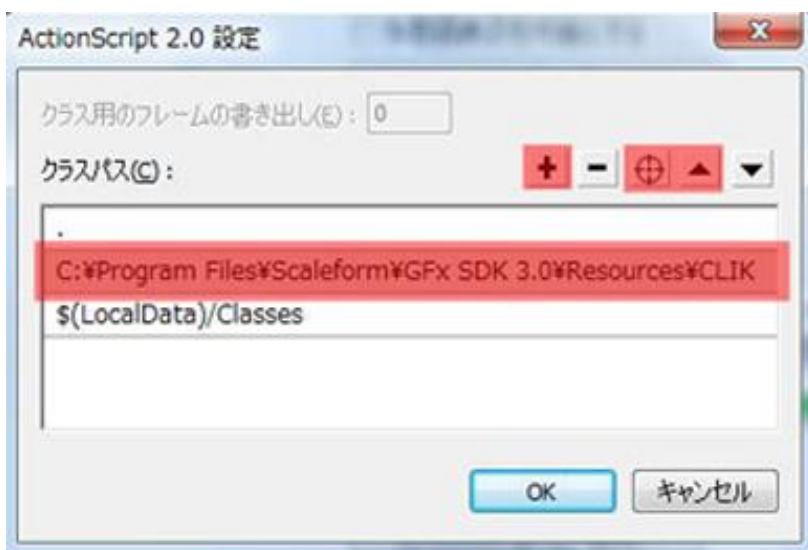 ActionScript 2.0 設定
クラス用のフレームの書き出し(E): 0
クラスパス(C):
.
C:¥Program Files¥Scaleform¥GFx SDK 3.0¥Resources¥CLIK
$(LocalData)/Classes
OK キャンセル